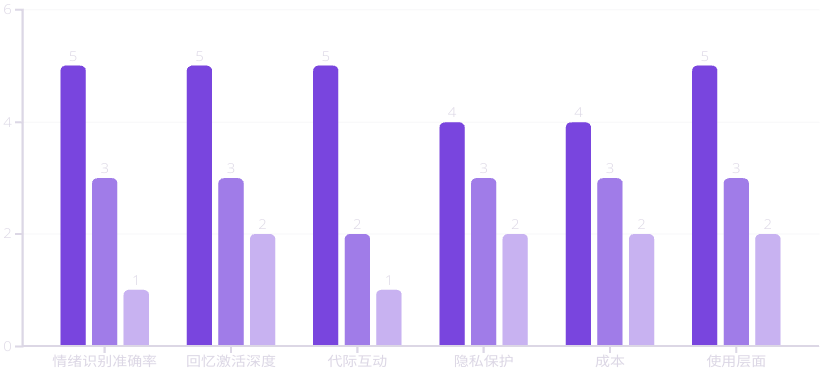 6
4
2
0
5 3 1
5 3 2
5 2 1
4 3 2
4 3 2
5 3 2
情绪识别准确率
回忆激活深度
代际互动
隐私保护
成本
使用层面